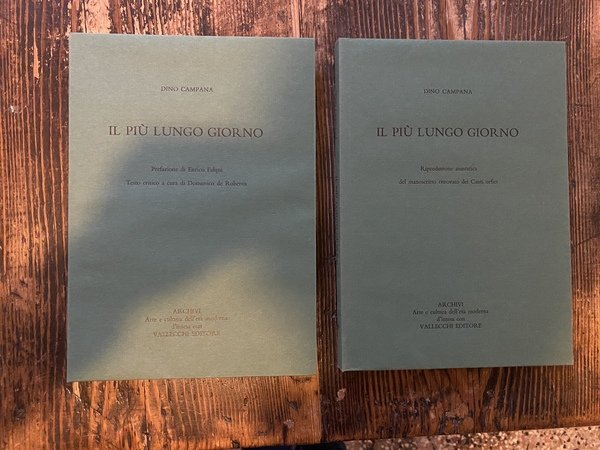 DINO CAMPANA
IL PIÙ LUNGO GIORNO
Prefazione di Enrico Falqui
Testo critico a cura di Domenico de Robertis
ARCHIVI
Arte e cultura dell'età moderna
d'intesa con
VALLECCHI EDITORE
DINO CAMPANA
IL PIÙ LUNGO GIORNO
Riproduzione anastatica
del manoscritto ritrovato dei Canti orfici
ARCHIVI
Arte e cultura dell'età moderna
d'intesa con
VALLECCHI EDITORE